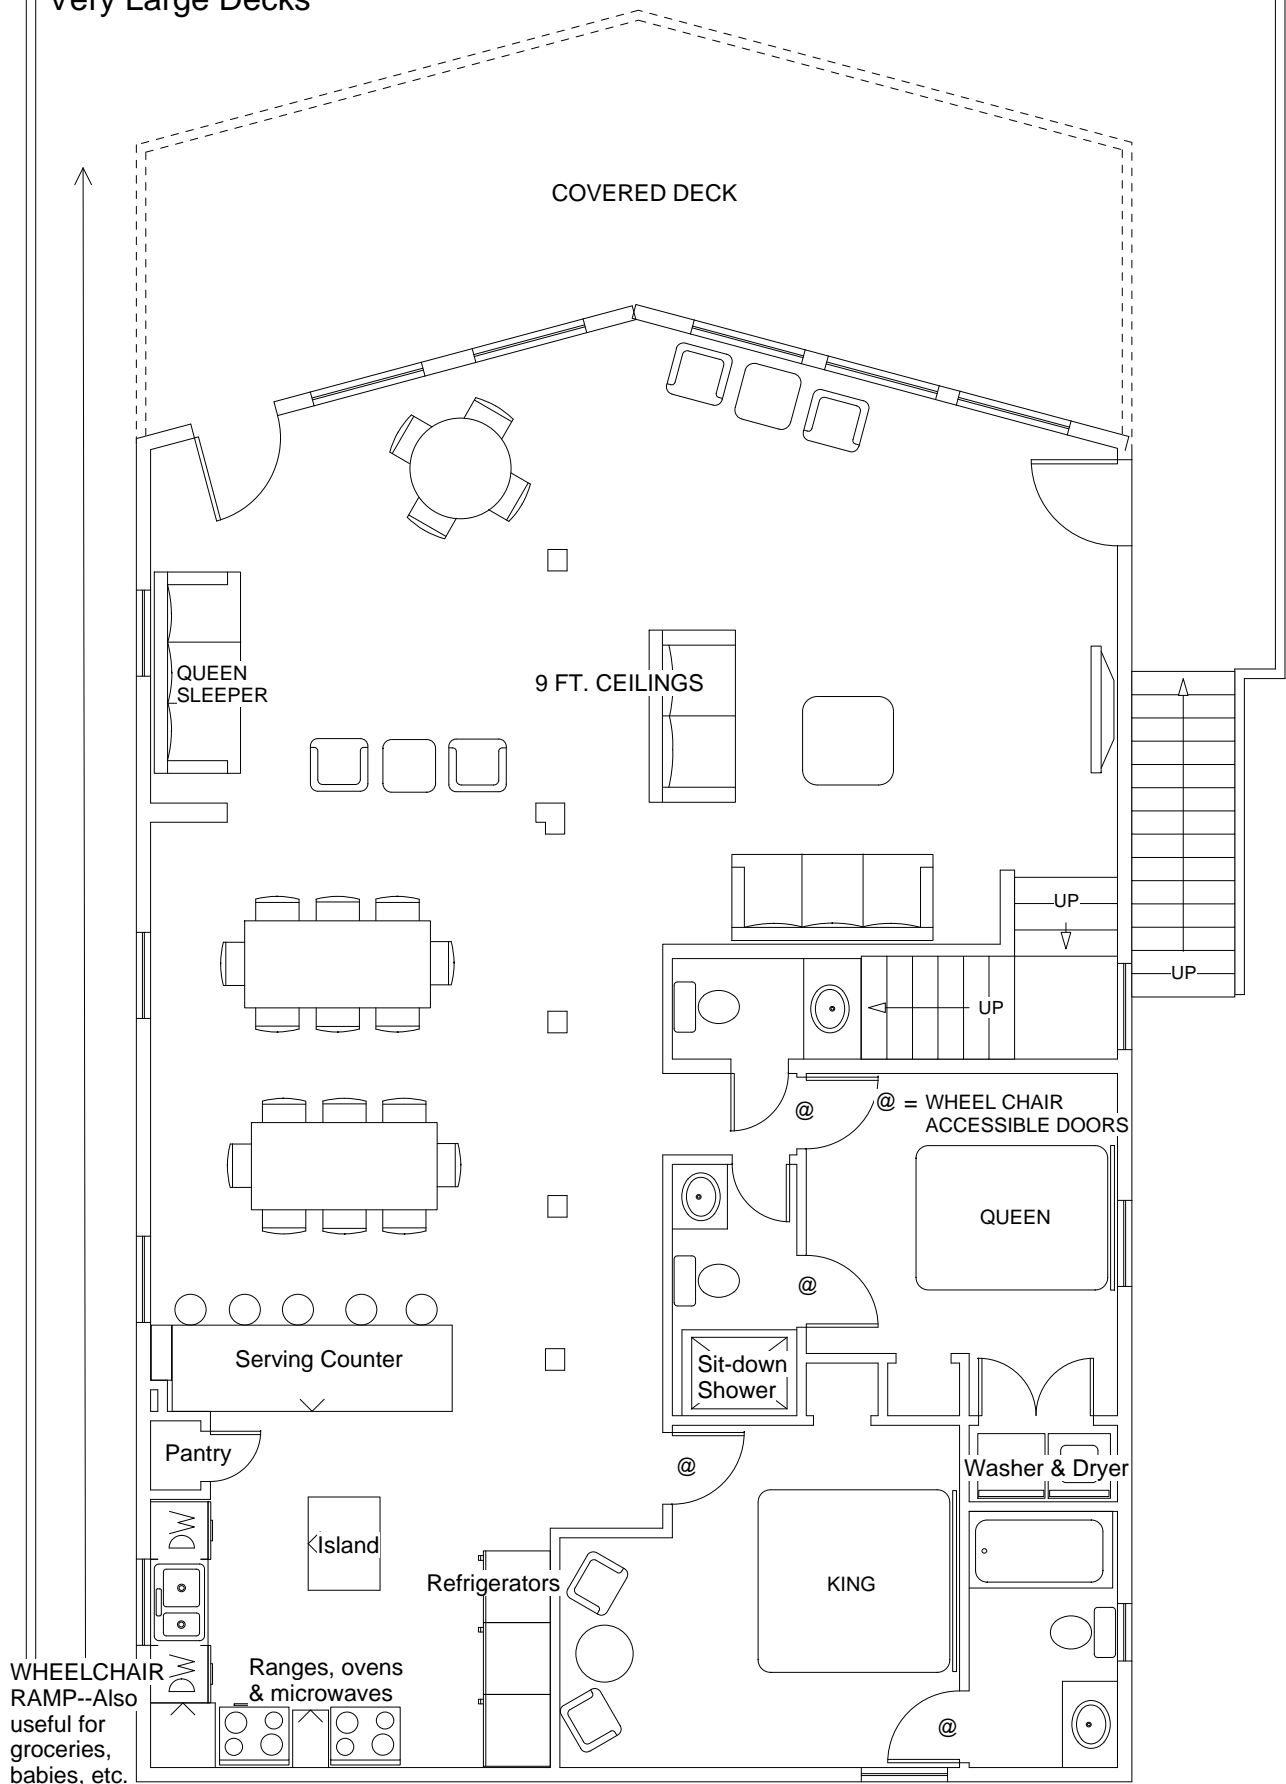 Very Large Decks
COVERED DECK
QUEEN
SLEEPER
9 FT. CEILINGS
UP
UP
UP
@
@ = WHEEL CHAIR
ACCESSIBLE DOORS
QUEEN
@
Serving Counter
Sit-down
Shower
Pantry
@
Washer & Dryer
DW
Island
Refrigerators
KING
DW
WHEELCHAIR
RAMP--Also
useful for
groceries,
babies, etc.
Ranges, ovens
& microwaves
@